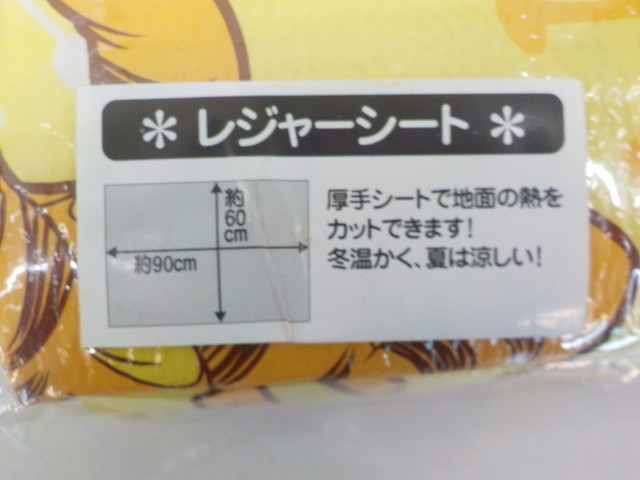 ＊ レジャーシート ＊
約
60
cm
約90cm
厚手シートで地面の熱を
カットできます!
冬温かく、夏は涼しい!